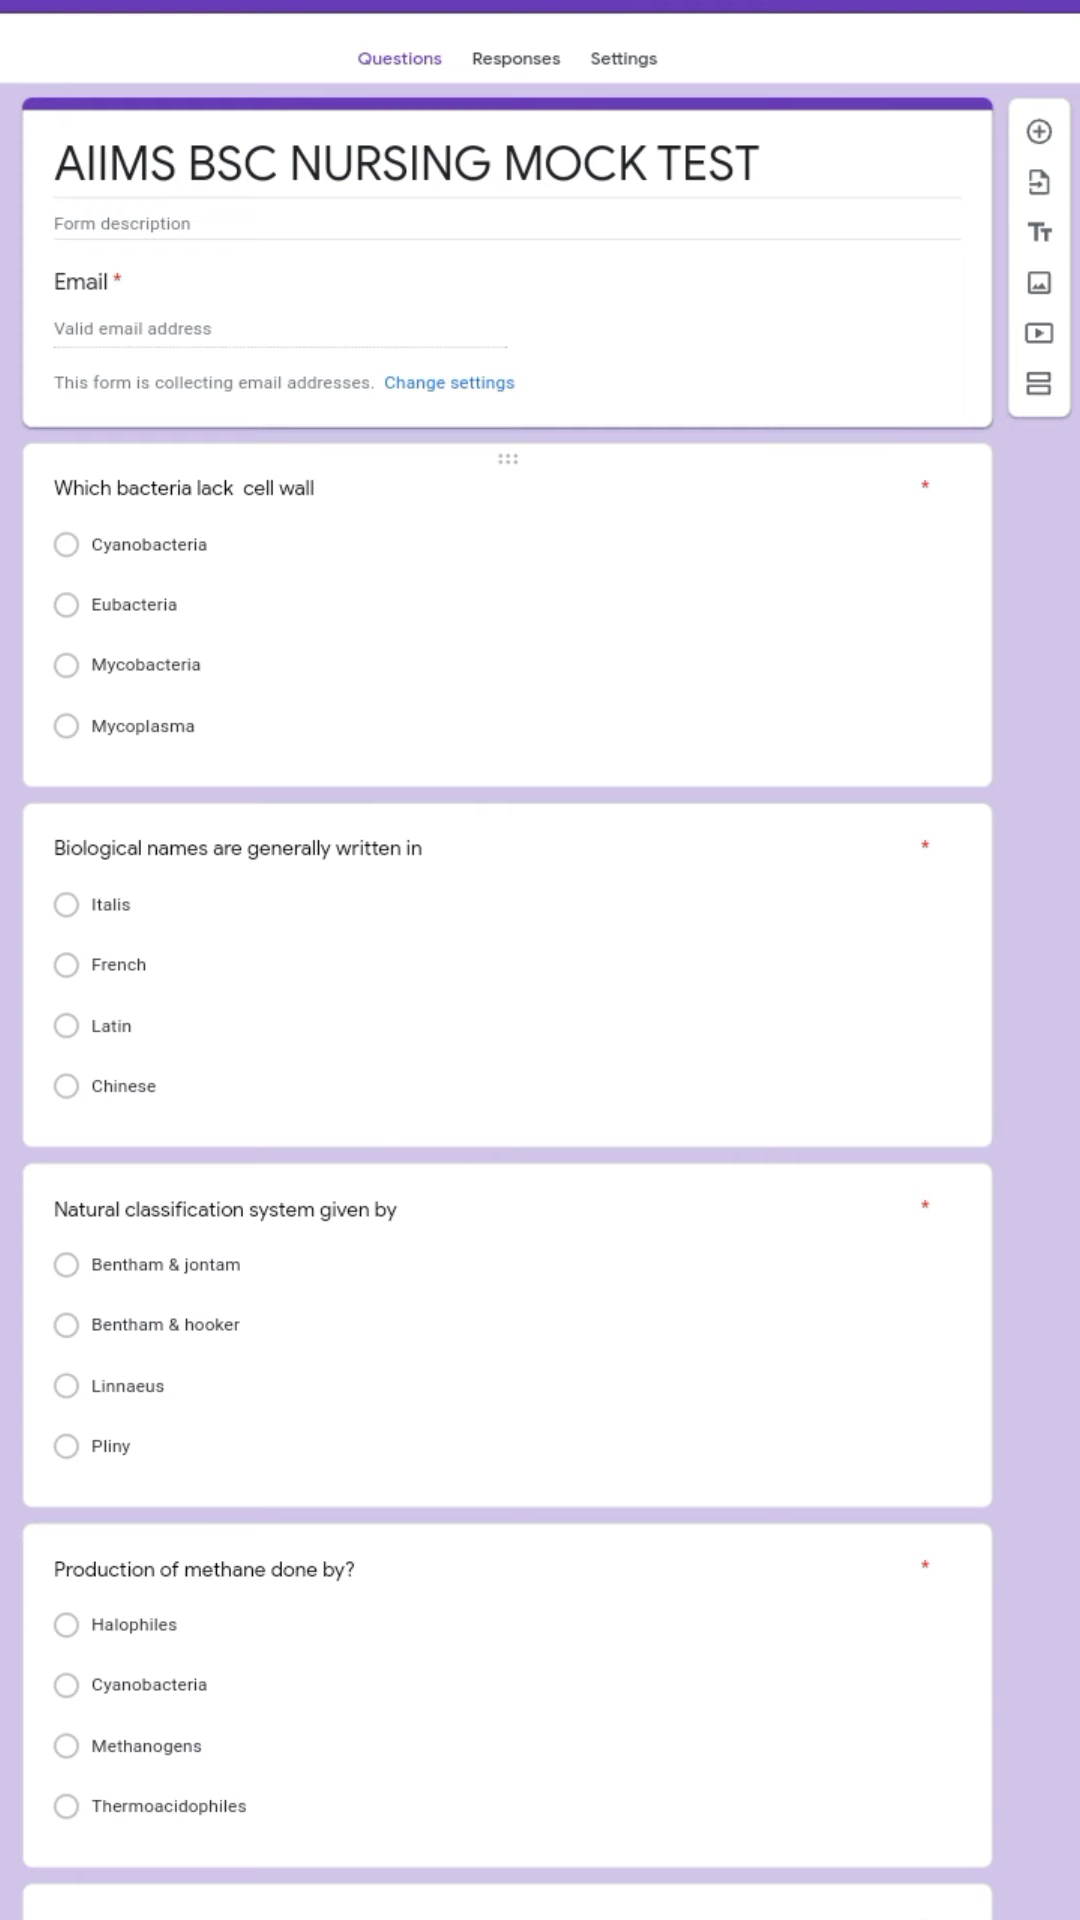 Questions Responses Settings
AIIMS BSC NURSING MOCK TEST
Form description
Email *
Valid email address
This form is collecting email addresses. Change settings
Which bacteria lack cell wall *
Cyanobacteria
Eubacteria
Mycobacteria
Mycoplasma
Biological names are generally written in *
Italis
French
Latin
Chinese
Natural classification system given by *
Bentham & jontam
Bentham & hooker
Linnaeus
Pliny
Production of methane done by? *
Halophiles
Cyanobacteria
Methanogens
Thermoacidophiles